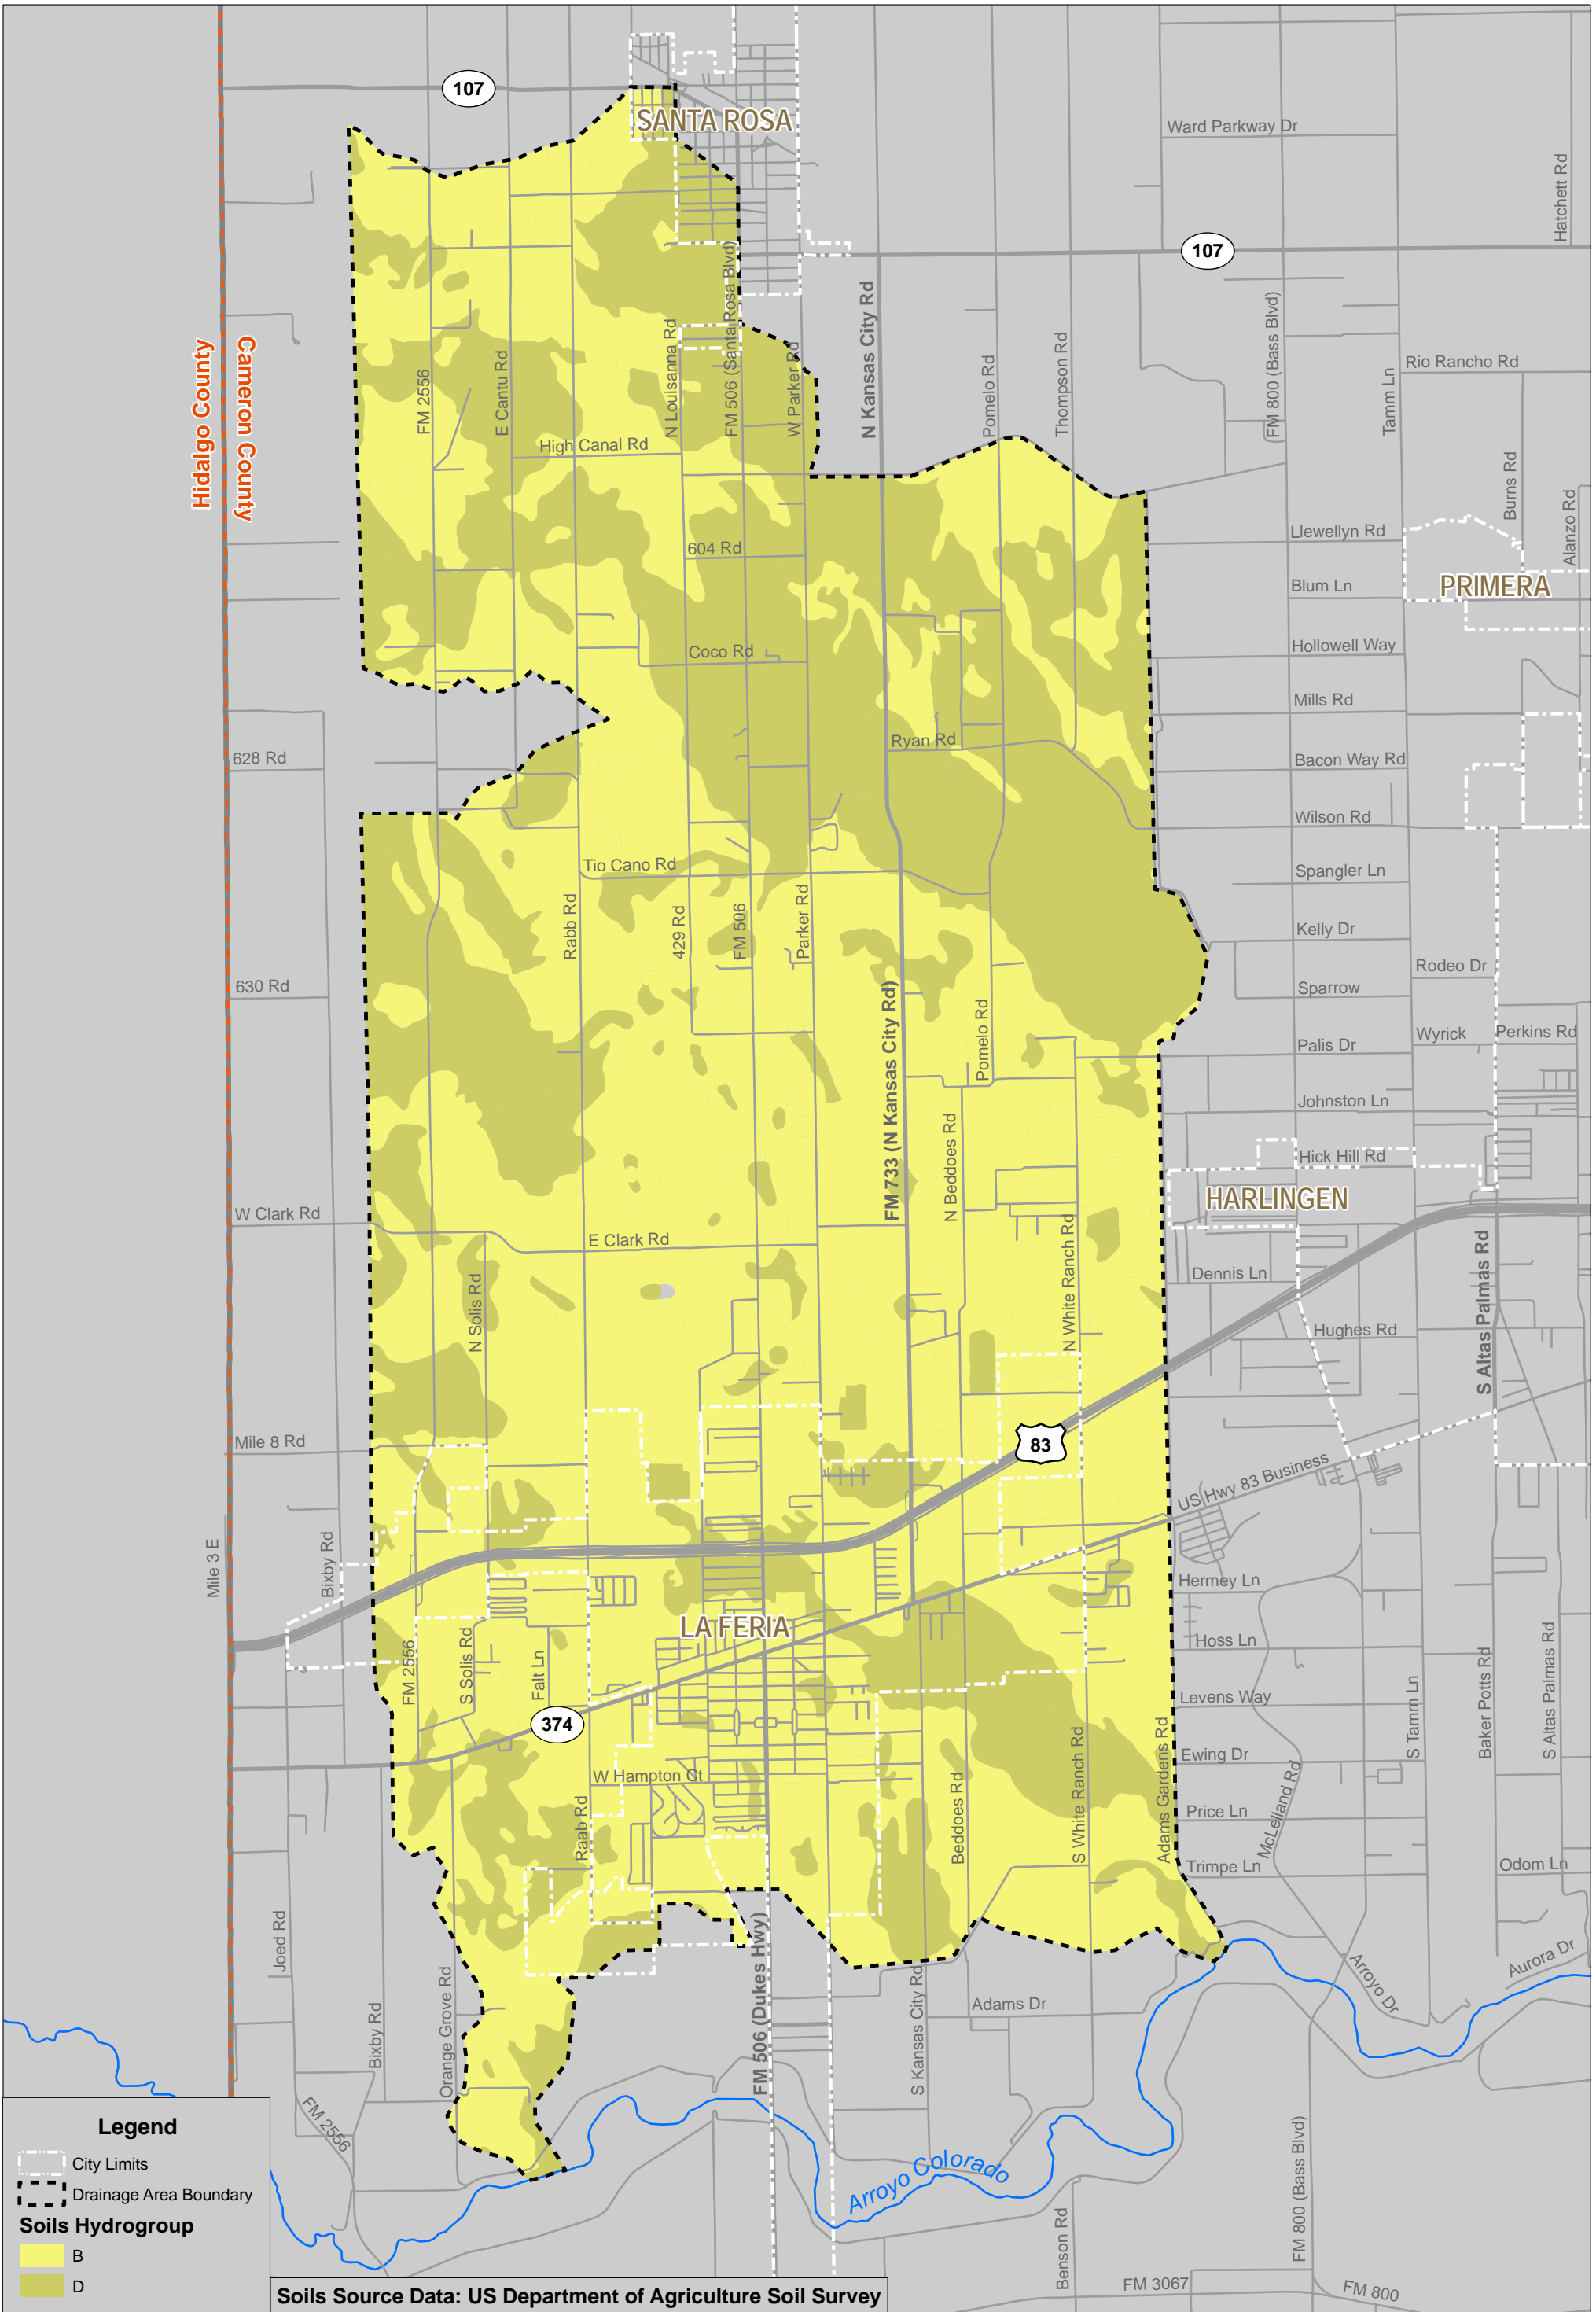 107
SANTA ROSA
Ward Parkway Dr
Hatchett Rd
107
FM 506 (Santa Rosa Blvd)
N Kansas City Rd
FM 800 (Bass Blvd)
Hidalgo County
Cameron County
FM 2556
E Cantu Rd
N Louisanna Rd
W Parker Rd
Pomelo Rd
Thompson Rd
Tamm Ln
Rio Rancho Rd
High Canal Rd
Burns Rd
Alanzo Rd
604 Rd
Llewellyn Rd
PRIMERA
Blum Ln
Coco Rd
Hollowell Way
Mills Rd
Ryan Rd
628 Rd
Bacon Way Rd
Wilson Rd
Tio Cano Rd
Spangler Ln
Rabb Rd
429 Rd
FM 506
Parker Rd
Kelly Dr
Rodeo Dr
630 Rd
Sparrow
FM 733 (N Kansas City Rd)
Pomelo Rd
Palis Dr
Wyrick
Perkins Rd
Johnston Ln
N Beddoes Rd
Hick Hill Rd
HARLINGEN
W Clark Rd
E Clark Rd
N White Ranch Rd
S Altas Palmas Rd
Dennis Ln
N Solis Rd
Hughes Rd
Mile 8 Rd
83
US Hwy 83 Business
Mile 3 E
Bixby Rd
Hermey Ln
LA FERIA
FM 2556
S Solis Rd
Falt Ln
Hoss Ln
Baker Potts Rd
S Altas Palmas Rd
374
Levens Way
S Tamm Ln
Ewing Dr
W Hampton Ct
Raab Rd
Beddoes Rd
S White Ranch Rd
Adams Gardens Rd
Price Ln
McLelland Rd
Trimpe Ln
Odom Ln
Joed Rd
FM 506 (Dukes Hwy)
Arroyo Dr
Aurora Dr
Bixby Rd
Orange Grove Rd
S Kansas City Rd
Adams Dr
FM 2556
Arroyo Colorado
Benson Rd
FM 800 (Bass Blvd)
FM 3067
FM 800
Legend
City Limits
Drainage Area Boundary
Soils Hydrogroup
B
D
Soils Source Data: US Department of Agriculture Soil Survey